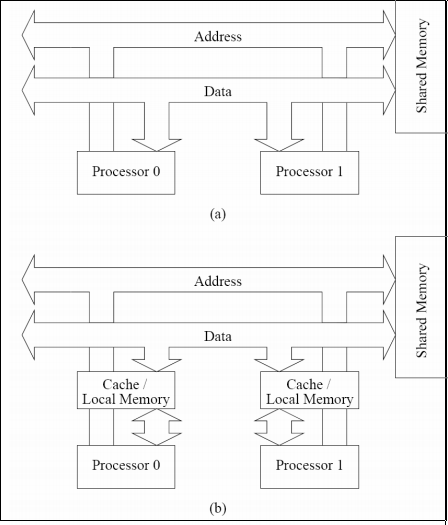 Address
Shared Memory
Data
Processor 0
Processor 1
(a)
Address
Shared Memory
Data
Cache /
Local Memory
Cache /
Local Memory
Processor 0
Processor 1
(b)